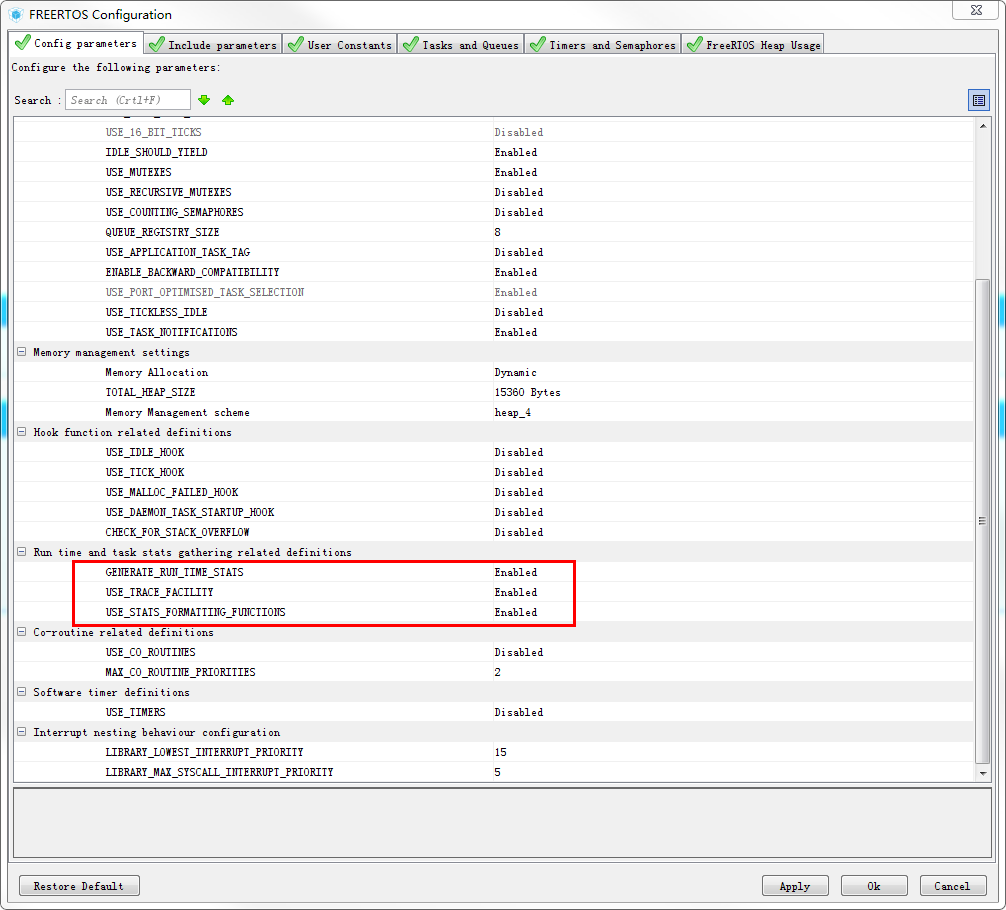 FREERTOS Configuration
Config parameters Include parameters User Constants Tasks and Queues Timers and Semaphores FreeRTOS Heap Usage
Configure the following parameters:
Search : Search (Crtl+F)
USE_16_BIT_TICKS Disabled
IDLE_SHOULD_YIELD Enabled
USE_MUTEXES Enabled
USE_RECURSIVE_MUTEXES Disabled
USE_COUNTING_SEMAPHORES Disabled
QUEUE_REGISTRY_SIZE 8
USE_APPLICATION_TASK_TAG Disabled
ENABLE_BACKWARD_COMPATIBILITY Enabled
USE_PORT_OPTIMISED_TASK_SELECTION Enabled
USE_TICKLESS_IDLE Disabled
USE_TASK_NOTIFICATIONS Enabled
Memory management settings
Memory Allocation Dynamic
TOTAL_HEAP_SIZE 15360 Bytes
Memory Management scheme heap_4
Hook function related definitions
USE_IDLE_HOOK Disabled
USE_TICK_HOOK Disabled
USE_MALLOC_FAILED_HOOK Disabled
USE_DAEMON_TASK_STARTUP_HOOK Disabled
CHECK_FOR_STACK_OVERFLOW Disabled
Run time and task stats gathering related definitions
GENERATE_RUN_TIME_STATS Enabled
USE_TRACE_FACILITY Enabled
USE_STATS_FORMATTING_FUNCTIONS Enabled
Co-routine related definitions
USE_CO_ROUTINES Disabled
MAX_CO_ROUTINE_PRIORITIES 2
Software timer definitions
USE_TIMERS Disabled
Interrupt nesting behaviour configuration
LIBRARY_LOWEST_INTERRUPT_PRIORITY 15
LIBRARY_MAX_SYSCALL_INTERRUPT_PRIORITY 5
Restore Default Apply Ok Cancel